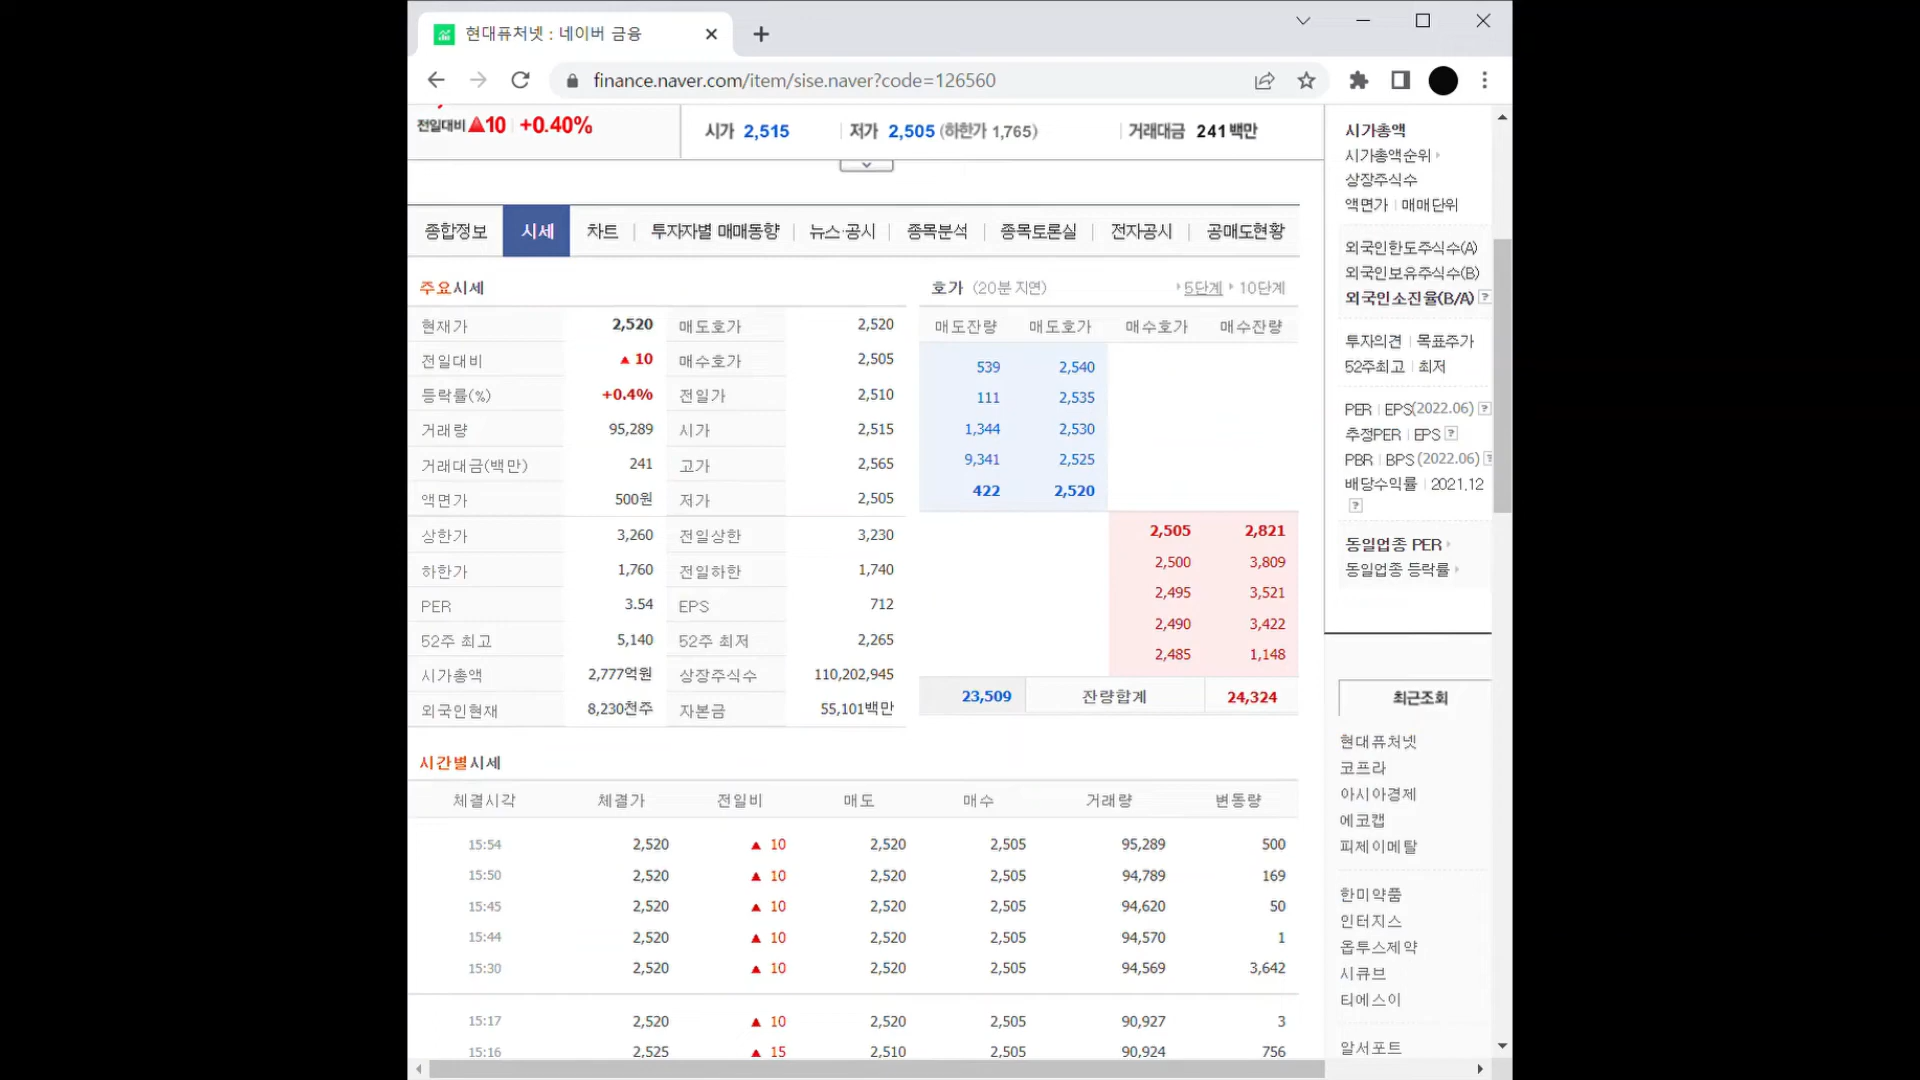 현대퓨처넷 : 네이버 금융
finance.naver.com/item/sise.naver?code=126560
전일대비 ▲10 | +0.40%
시가 2,515 | 저가 2,505 (하한가 1,765) | 거래대금 241백만
종합정보 시세 차트 | 투자자별 매매동향 | 뉴스·공시 | 종목분석 | 종목토론실 | 전자공시 | 공매도현황
주요시세
현재가 2,520 매도호가 2,520
전일대비 ▲ 10 매수호가 2,505
등락률(%) +0.4% 전일가 2,510
거래량 95,289 시가 2,515
거래대금(백만) 241 고가 2,565
액면가 500원 저가 2,505
상한가 3,260 전일상한 3,230
하한가 1,760 전일하한 1,740
PER 3.54 EPS 712
52주 최고 5,140 52주 최저 2,265
시가총액 2,777억원 상장주식수 110,202,945
외국인현재 8,230천주 자본금 55,101백만
호가 (20분 지연) 5단계 10단계
매도잔량 매도호가 매수호가 매수잔량
539 2,540
111 2,535
1,344 2,530
9,341 2,525
422 2,520
2,505 2,821
2,500 3,809
2,495 3,521
2,490 3,422
2,485 1,148
23,509 잔량합계 24,324
시간별시세
체결시각 체결가 전일비 매도 매수 거래량 변동량
15:54 2,520 ▲ 10 2,520 2,505 95,289 500
15:50 2,520 ▲ 10 2,520 2,505 94,789 169
15:45 2,520 ▲ 10 2,520 2,505 94,620 50
15:44 2,520 ▲ 10 2,520 2,505 94,570 1
15:30 2,520 ▲ 10 2,520 2,505 94,569 3,642
15:17 2,520 ▲ 10 2,520 2,505 90,927 3
15:16 2,525 ▲ 15 2,510 2,505 90,924 756
시가총액
시가총액순위
상장주식수
액면가 | 매매단위
외국인한도주식수(A)
외국인보유주식수(B)
외국인소진율(B/A) ?
투자의견 | 목표주가
52주최고 | 최저
PER | EPS(2022.06) ?
추정PER | EPS ?
PBR | BPS (2022.06) ?
배당수익률 | 2021.12
?
동일업종 PER
동일업종 등락률
최근조회
현대퓨처넷
코프라
아시아경제
에코캡
피제이메탈
한미약품
인터지스
옵투스제약
시큐브
티에스이
알서포트